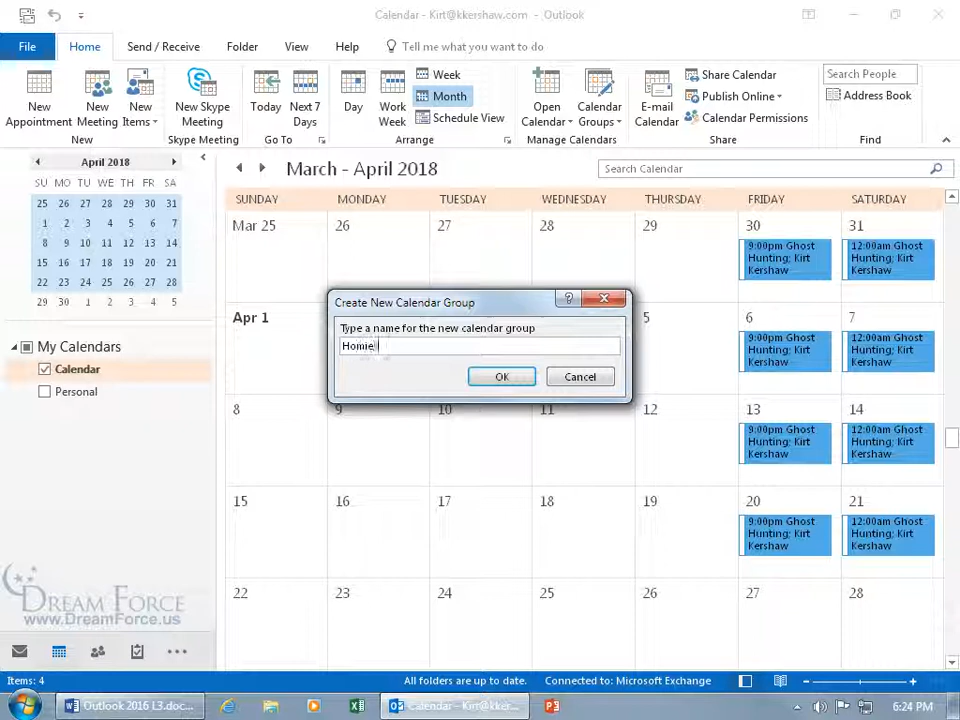 Calendar - Kirt@kkershaw.com - Outlook
File Home Send / Receive Folder View Help Tell me what you want to do
New Appointment
New Meeting
New Items
New
New Skype Meeting
Skype Meeting
Today
Next 7 Days
Go To
Day
Work Week
Week
Month
Schedule View
Arrange
Open Calendar
Calendar Groups
Manage Calendars
E-mail Calendar
Share Calendar
Publish Online
Calendar Permissions
Share
Search People
Address Book
Find
April 2018
SU MO TU WE TH FR SA
25 26 27 28 29 30 31
1 2 3 4 5 6 7
8 9 10 11 12 13 14
15 16 17 18 19 20 21
22 23 24 25 26 27 28
29 30 1 2 3 4 5
My Calendars
Calendar
Personal
March - April 2018
Search Calendar
SUNDAY MONDAY TUESDAY WEDNESDAY THURSDAY FRIDAY SATURDAY
Mar 25 26 27 28 29 30 31
9:00pm Ghost Hunting; Kirt Kershaw
12:00am Ghost Hunting; Kirt Kershaw
Apr 1 5 6 7
9:00pm Ghost Hunting; Kirt Kershaw
12:00am Ghost Hunting; Kirt Kershaw
8 9 10 11 12 13 14
9:00pm Ghost Hunting; Kirt Kershaw
12:00am Ghost Hunting; Kirt Kershaw
15 16 17 18 19 20 21
9:00pm Ghost Hunting; Kirt Kershaw
12:00am Ghost Hunting; Kirt Kershaw
22 23 24 25 26 27 28
Create New Calendar Group
Type a name for the new calendar group
Homie
OK Cancel
DREAM FORCE
www.DreamForce.us
Items: 4 All folders are up to date. Connected to: Microsoft Exchange
Outlook 2016 L3.doc... Calendar - Kirt@kke... 6:24 PM